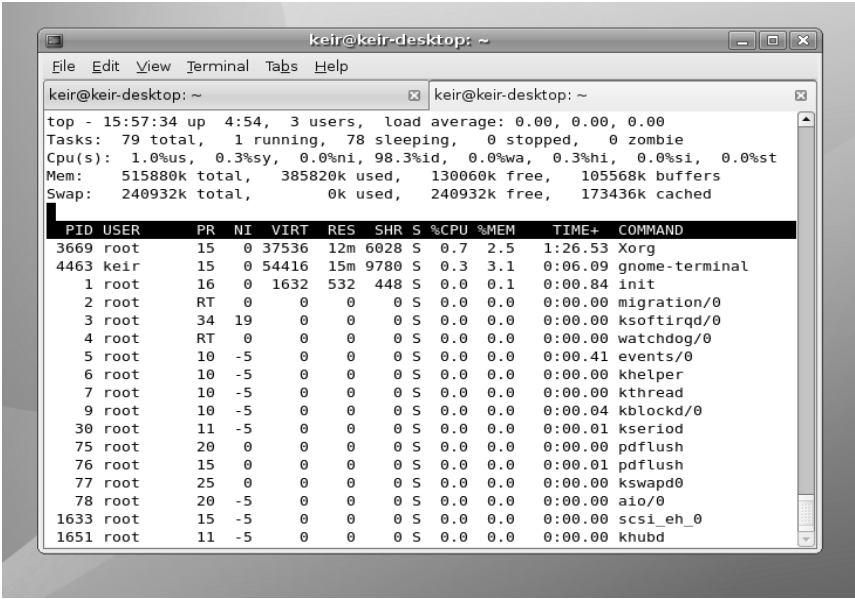 keir@keir-desktop: ~
File Edit View Terminal Tabs Help
keir@keir-desktop: ~ keir@keir-desktop: ~
top - 15:57:34 up  4:54,  3 users,  load average: 0.00, 0.00, 0.00
Tasks:  79 total,   1 running,  78 sleeping,   0 stopped,   0 zombie
Cpu(s):  1.0%us,  0.3%sy,  0.0%ni, 98.3%id,  0.0%wa,  0.3%hi,  0.0%si,  0.0%st
Mem:    515880k total,   385820k used,   130060k free,   105568k buffers
Swap:   240932k total,        0k used,   240932k free,   173436k cached
PID USER      PR  NI  VIRT  RES  SHR S %CPU %MEM    TIME+  COMMAND
3669 root      15   0 37536  12m 6028 S  0.7  2.5   1:26.53 Xorg
4463 keir      15   0 54416  15m 9780 S  0.3  3.1   0:06.09 gnome-terminal
1 root      16   0  1632  532  448 S  0.0  0.1   0:00.84 init
2 root      RT   0     0    0    0 S  0.0  0.0   0:00.00 migration/0
3 root      34  19     0    0    0 S  0.0  0.0   0:00.00 ksoftirqd/0
4 root      RT   0     0    0    0 S  0.0  0.0   0:00.00 watchdog/0
5 root      10  -5     0    0    0 S  0.0  0.0   0:00.41 events/0
6 root      10  -5     0    0    0 S  0.0  0.0   0:00.00 khelper
7 root      10  -5     0    0    0 S  0.0  0.0   0:00.00 kthread
9 root      10  -5     0    0    0 S  0.0  0.0   0:00.04 kblockd/0
30 root      11  -5     0    0    0 S  0.0  0.0   0:00.01 kseriod
75 root      20   0     0    0    0 S  0.0  0.0   0:00.00 pdflush
76 root      15   0     0    0    0 S  0.0  0.0   0:00.01 pdflush
77 root      25   0     0    0    0 S  0.0  0.0   0:00.00 kswapd0
78 root      20  -5     0    0    0 S  0.0  0.0   0:00.00 aio/0
1633 root      15  -5     0    0    0 S  0.0  0.0   0:00.00 scsi_eh_0
1651 root      11  -5     0    0    0 S  0.0  0.0   0:00.00 khubd